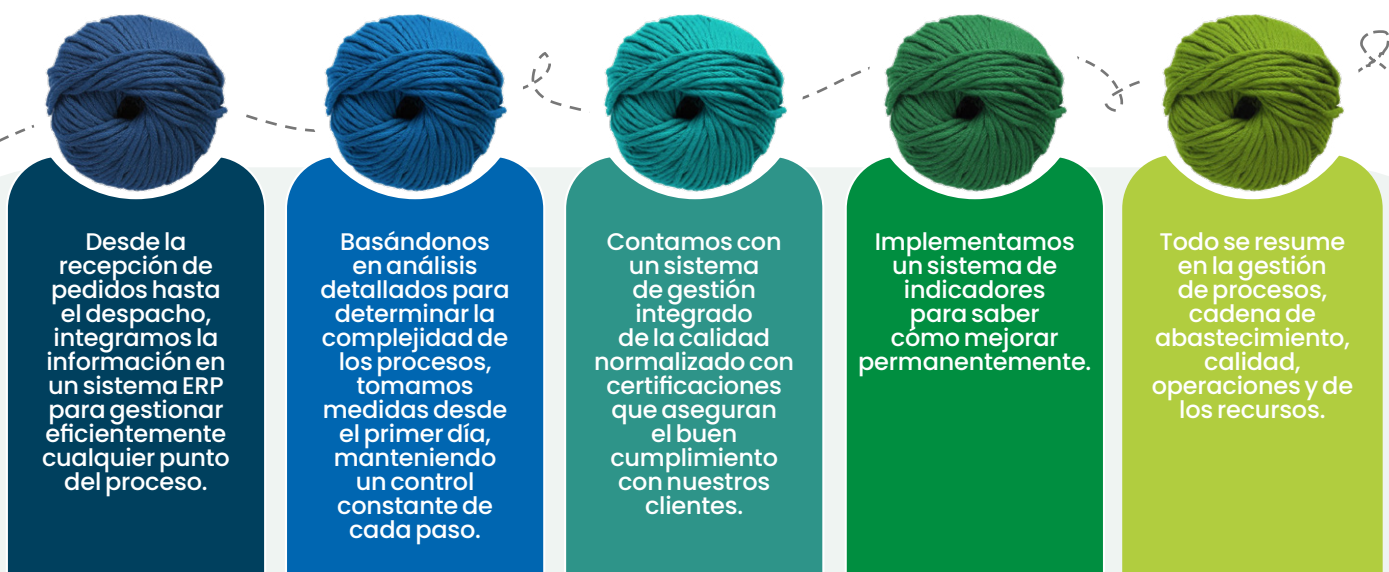 Desde la
recepción de
pedidos hasta
el despacho,
integramos la
información en
un sistema ERP
para gestionar
eficientemente
cualquier punto
del proceso.
Basándonos
en análisis
detallados para
determinar la
complejidad de
los procesos,
tomamos
medidas desde
el primer día,
manteniendo
un control
constante de
cada paso.
Contamos con
un sistema
de gestión
integrado
de la calidad
normalizado con
certificaciones
que aseguran
el buen
cumplimiento
con nuestros
clientes.
Implementamos
un sistema de
indicadores
para saber
cómo mejorar
permanentemente.
Todo se resume
en la gestión
de procesos,
cadena de
abastecimiento,
calidad,
operaciones y de
los recursos.